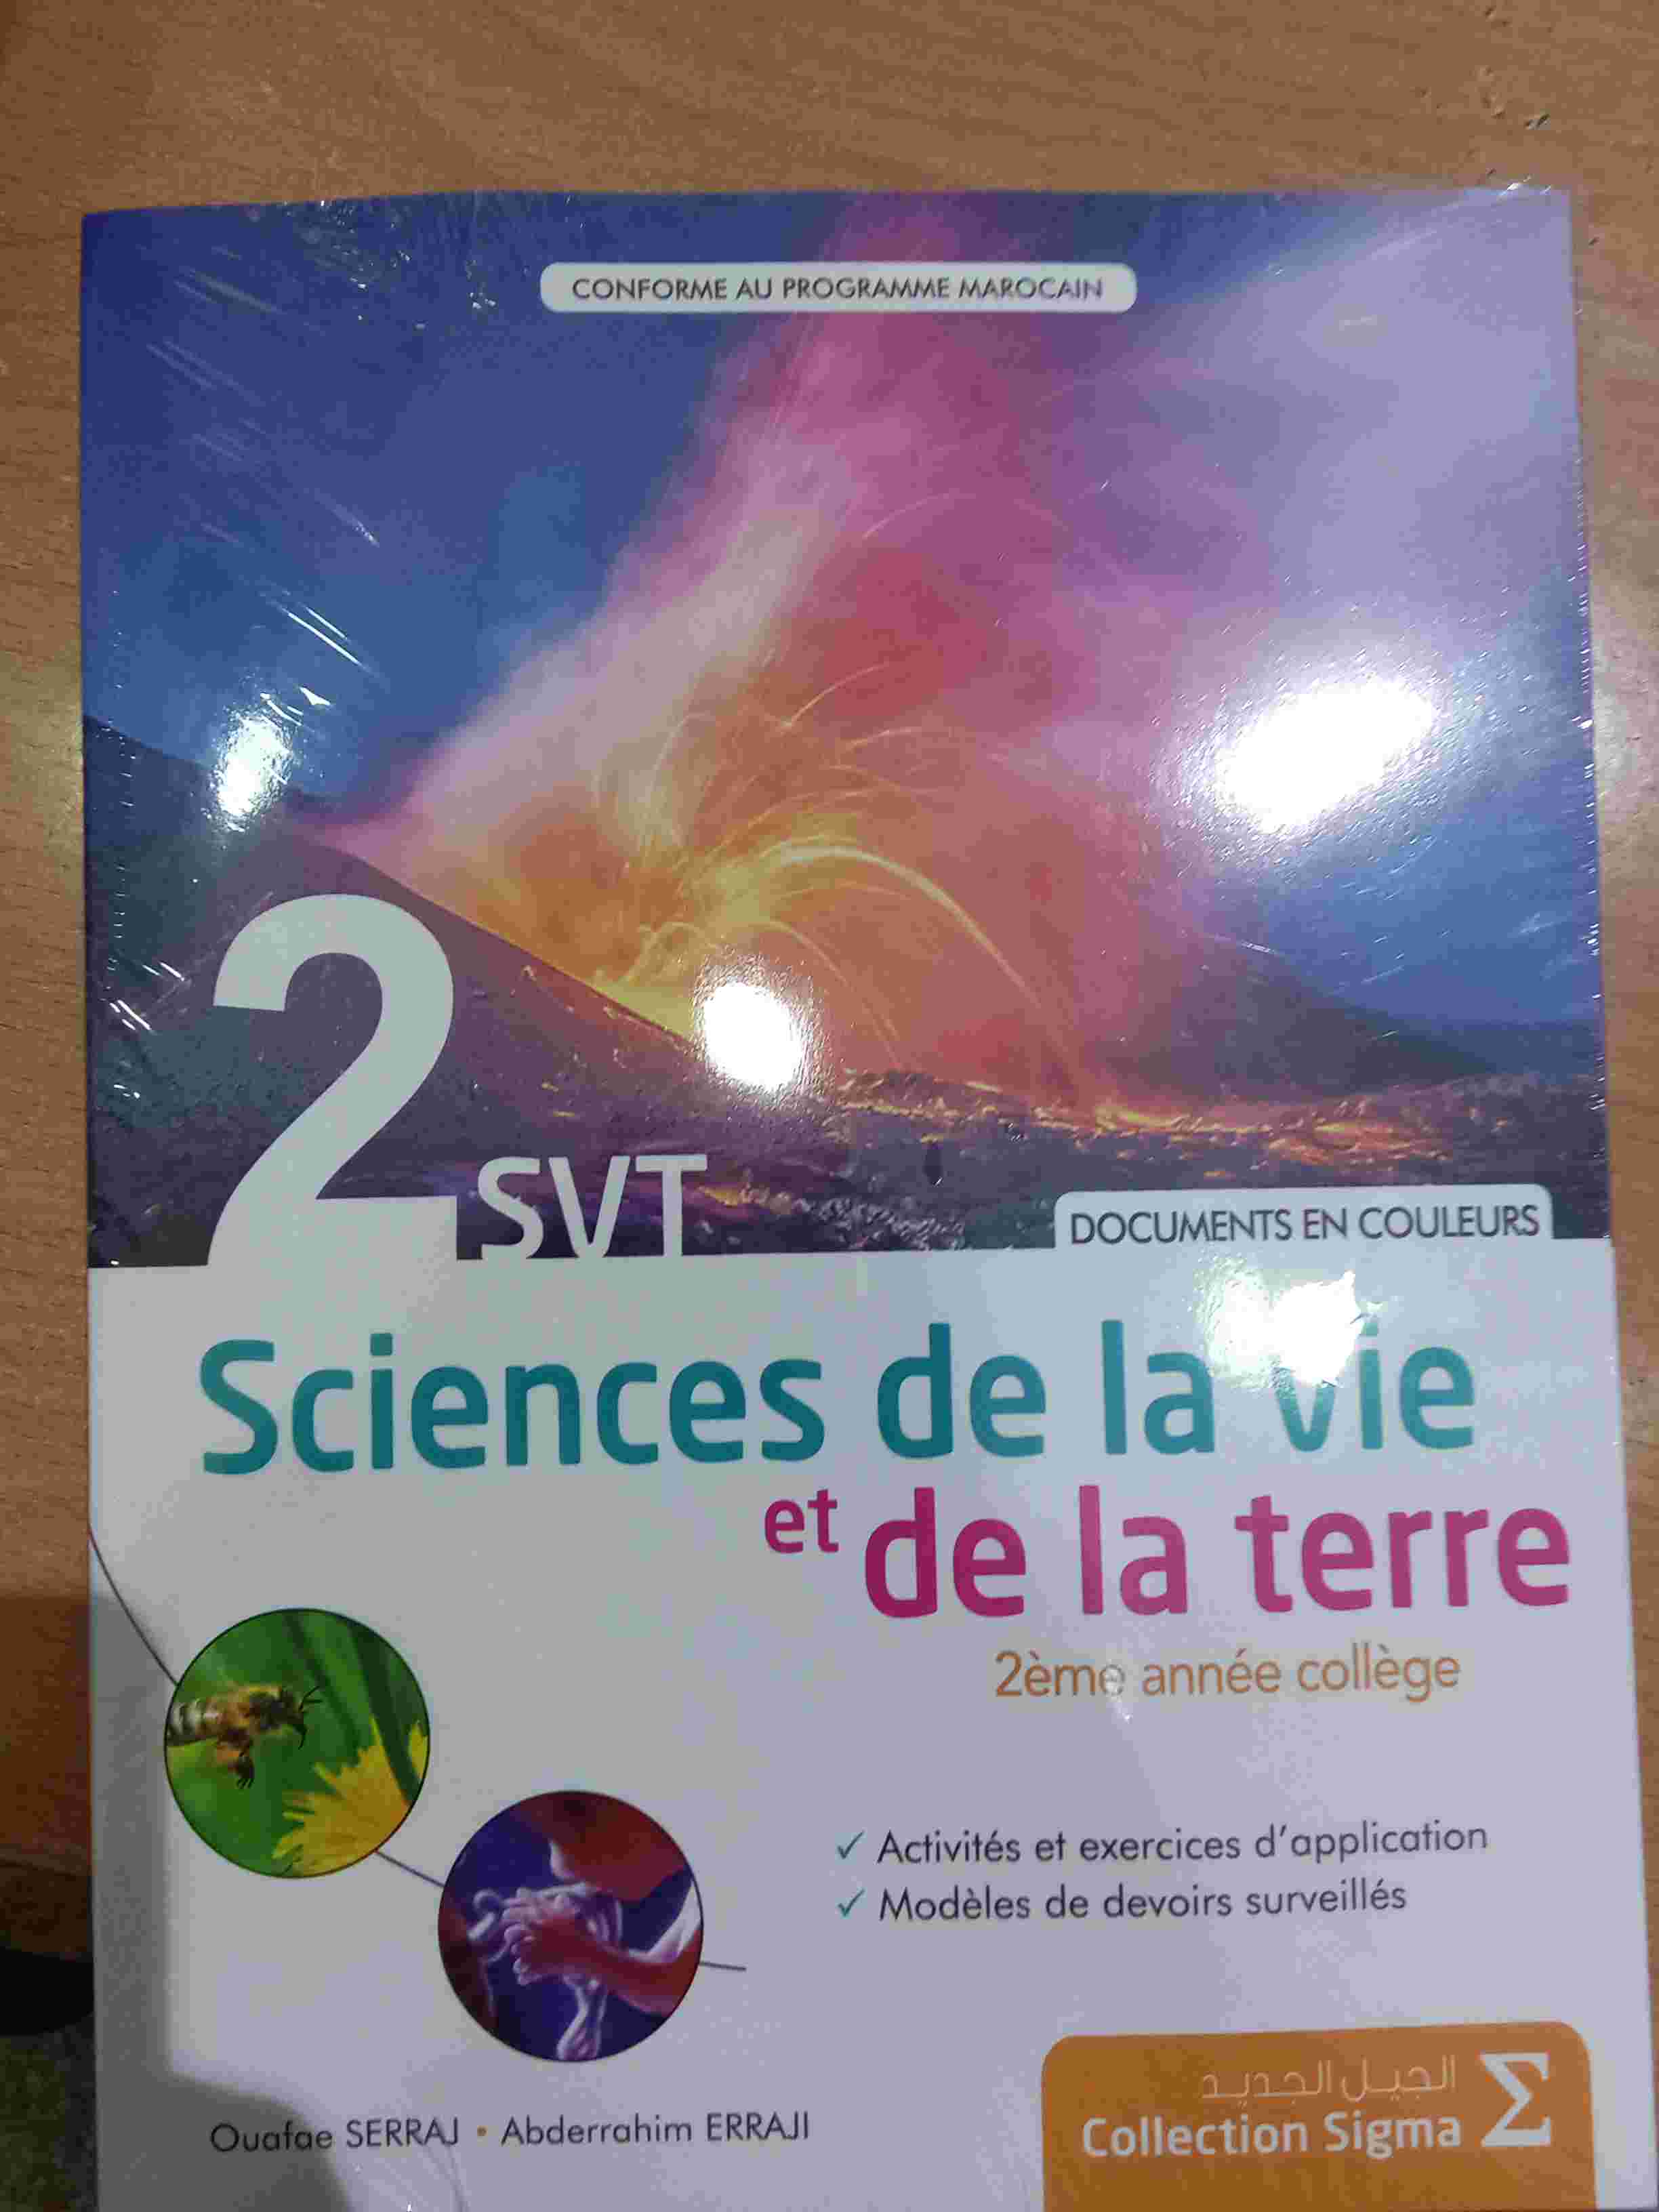 CONFORME AU PROGRAMME MAROCAIN
2 SVT
DOCUMENTS EN COULEURS
Sciences de la vie
et de la terre
2ème année collège
✓ Activités et exercices d'application
✓ Modèles de devoirs surveillés
الجيل الجديد
Collection Sigma Σ
Ouafae SERRAJ • Abderrahim ERRAJI